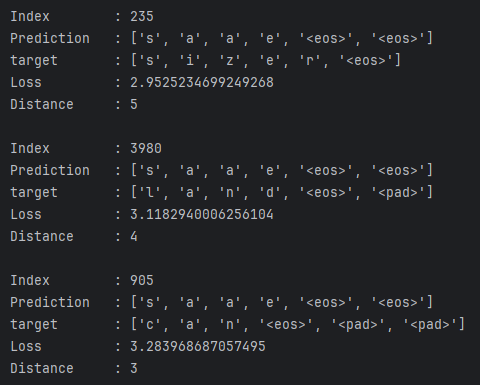 Index : 235
Prediction : ['s', 'a', 'a', 'e', '<eos>', '<eos>']
target : ['s', 'i', 'z', 'e', 'r', '<eos>']
Loss : 2.9525234699249268
Distance : 5
Index : 3980
Prediction : ['s', 'a', 'a', 'e', '<eos>', '<eos>']
target : ['l', 'a', 'n', 'd', '<eos>', '<pad>']
Loss : 3.1182940006256104
Distance : 4
Index : 905
Prediction : ['s', 'a', 'a', 'e', '<eos>', '<eos>']
target : ['c', 'a', 'n', '<eos>', '<pad>', '<pad>']
Loss : 3.283968687057495
Distance : 3